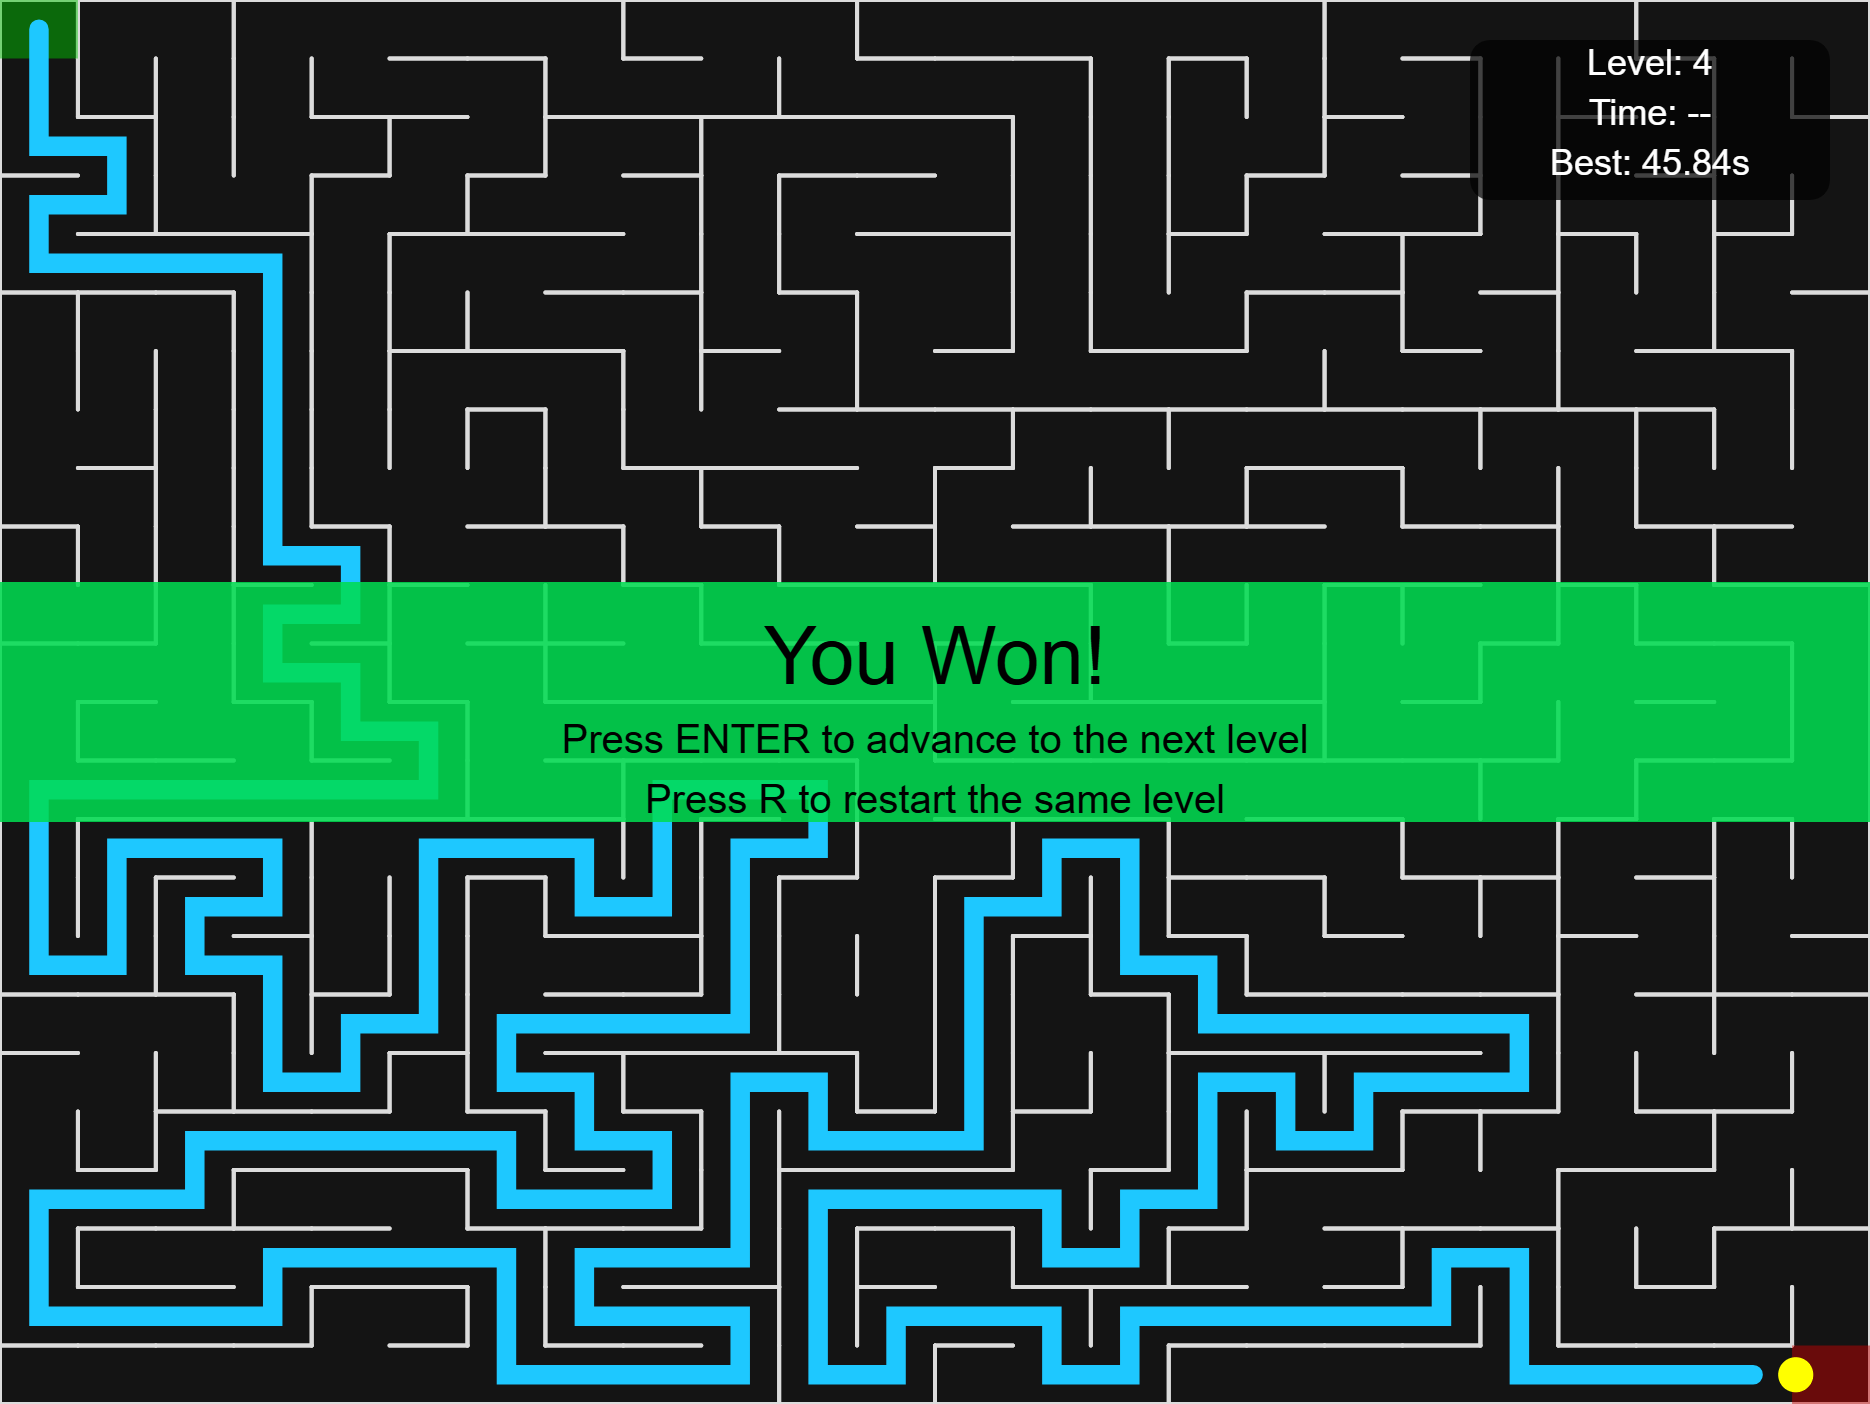 Level: 4
Time: --
Best: 45.84s
You Won!
Press ENTER to advance to the next level
Press R to restart the same level